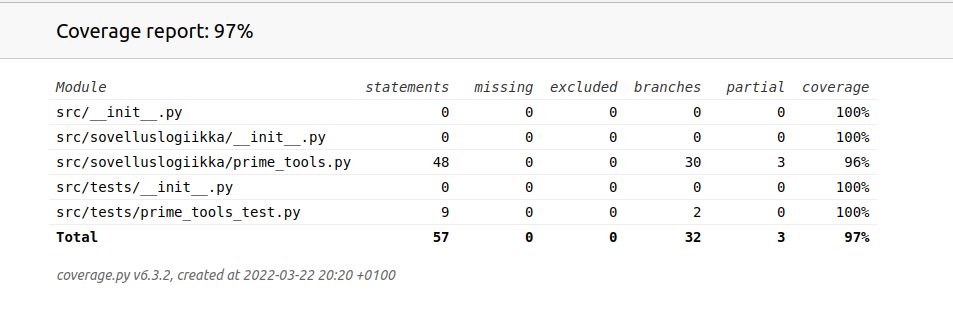 Coverage report: 97%
Module statements missing excluded branches partial coverage
src/__init__.py 0 0 0 0 0 100%
src/sovelluslogiikka/__init__.py 0 0 0 0 0 100%
src/sovelluslogiikka/prime_tools.py 48 0 0 30 3 96%
src/tests/__init__.py 0 0 0 0 0 100%
src/tests/prime_tools_test.py 9 0 0 2 0 100%
Total 57 0 0 32 3 97%
coverage.py v6.3.2, created at 2022-03-22 20:20 +0100